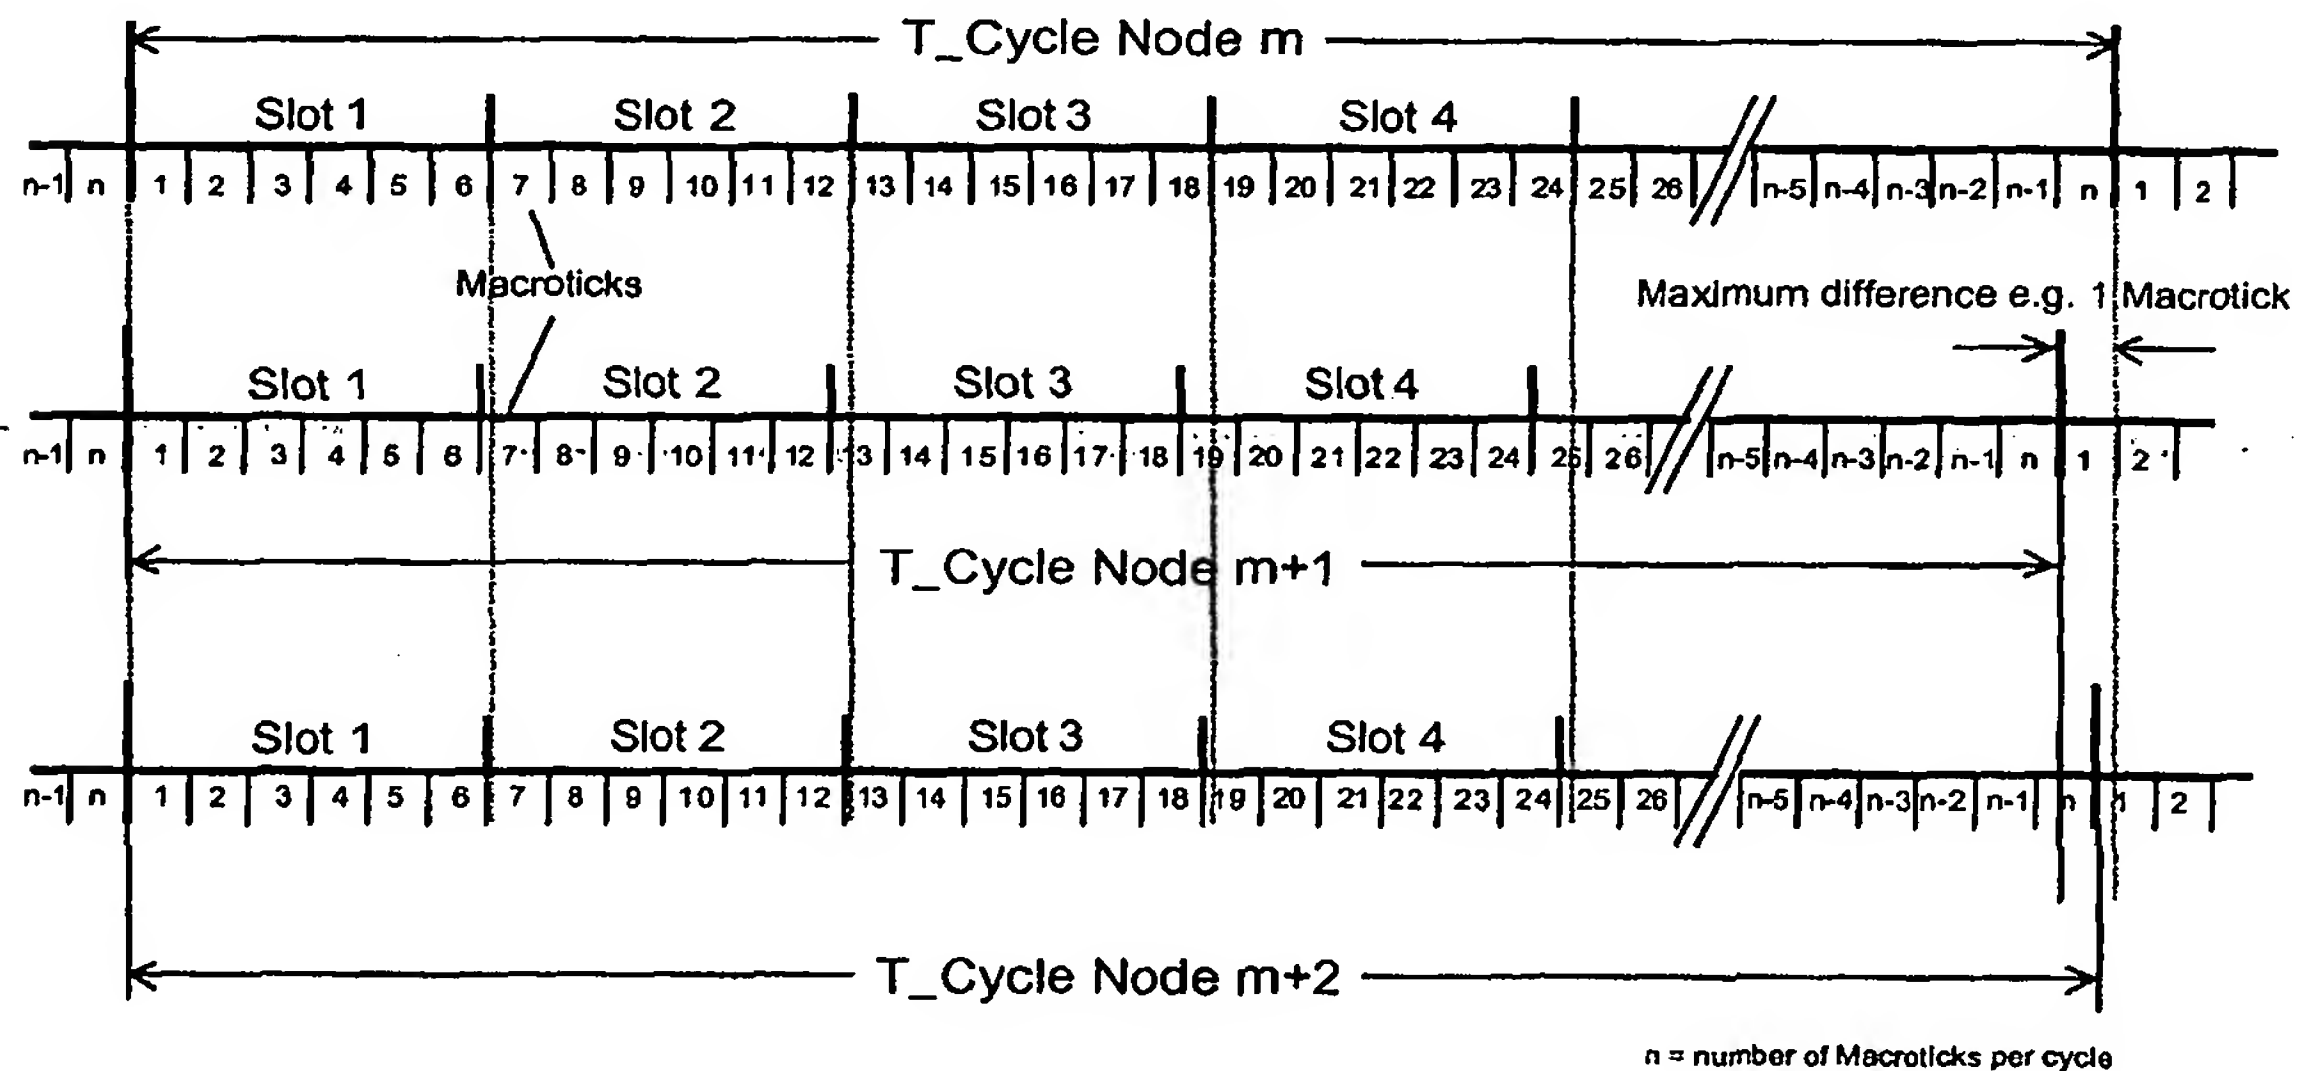 T_Cycle Node m
Slot 1 Slot 2 Slot 3 Slot 4
n-1 n 1 2 3 4 5 6 7 8 9 10 11 12 13 14 15 16 17 18 19 20 21 22 23 24 25 26 n-5 n-4 n-3 n-2 n-1 n 1 2
Macroticks
Maximum difference e.g. 1 Macrotick
Slot 1 Slot 2 Slot 3 Slot 4
n-1 n 1 2 3 4 5 6 7 8 9 10 11 12 13 14 15 16 17 18 19 20 21 22 23 24 25 26 n-5 n-4 n-3 n-2 n-1 n 1 2
T_Cycle Node m+1
Slot 1 Slot 2 Slot 3 Slot 4
n-1 n 1 2 3 4 5 6 7 8 9 10 11 12 13 14 15 16 17 18 19 20 21 22 23 24 25 26 n-5 n-4 n-3 n-2 n-1 n 1 2
T_Cycle Node m+2
n = number of Macroticks per cycle